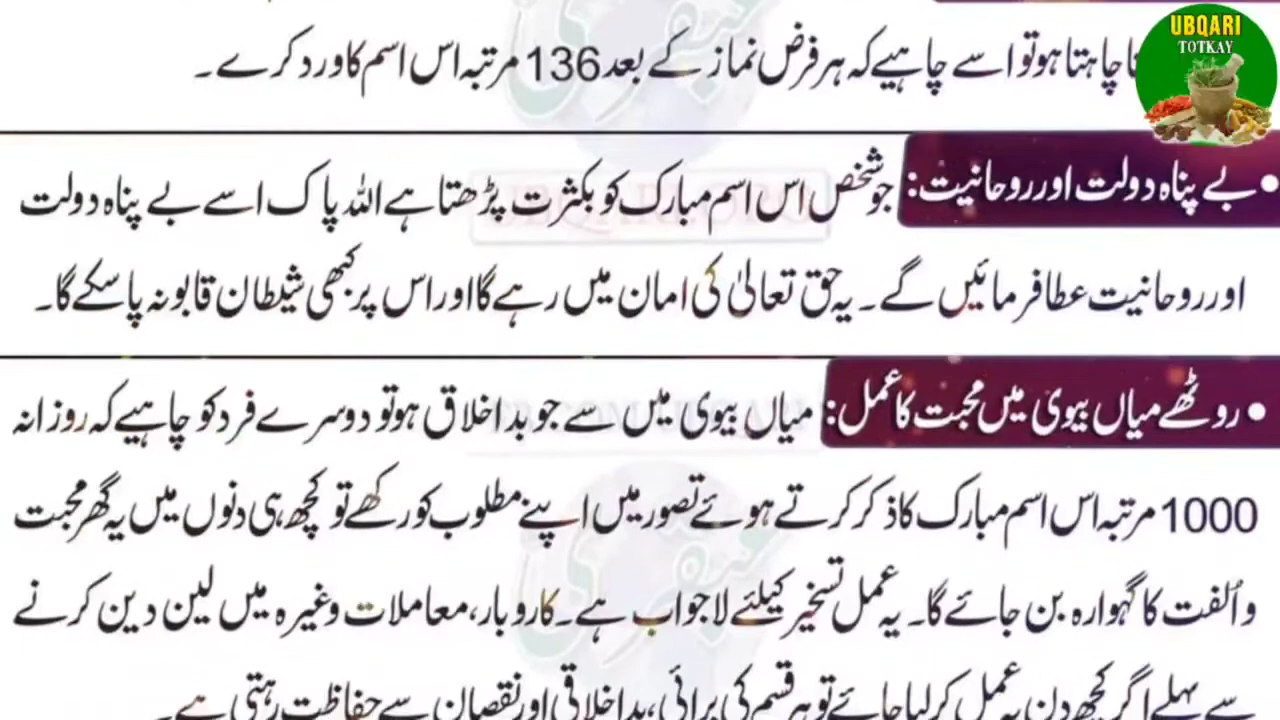 UBQARI
TOTKAY
چاہتا ہو تو اسے چاہیے کہ ہر فرض نماز کے بعد 136 مرتبہ اس اسم کا ورد کرے۔
• بے پناہ دولت اور روحانیت: جو شخص اس اسم مبارک کو بکثرت پڑھتا ہے اللہ پاک اسے بے پناہ دولت
اور روحانیت عطا فرمائیں گے۔ یہ حق تعالیٰ کی امان میں رہے گا اور اس پر کبھی شیطان قابو نہ پا سکے گا۔
• روٹھے میاں بیوی میں محبت کا عمل: میاں بیوی میں سے جو بداخلاق ہو تو دوسرے فرد کو چاہیے کہ روزانہ
1000 مرتبہ اس اسم مبارک کا ذکر کرتے ہوئے تصور میں اپنے مطلوب کو رکھے تو کچھ ہی دنوں میں یہ گھر محبت
و اُلفت کا گہوارہ بن جائے گا۔ یہ عمل تسخیر کیلئے لاجواب ہے۔ کاروبار، معاملات وغیرہ میں لین دین کرنے
سے پہلے اگر کچھ دن یہ عمل کر لیا جائے تو ہر قسم کی برائی، بداخلاقی اور نقصان سے حفاظت رہتی ہے۔